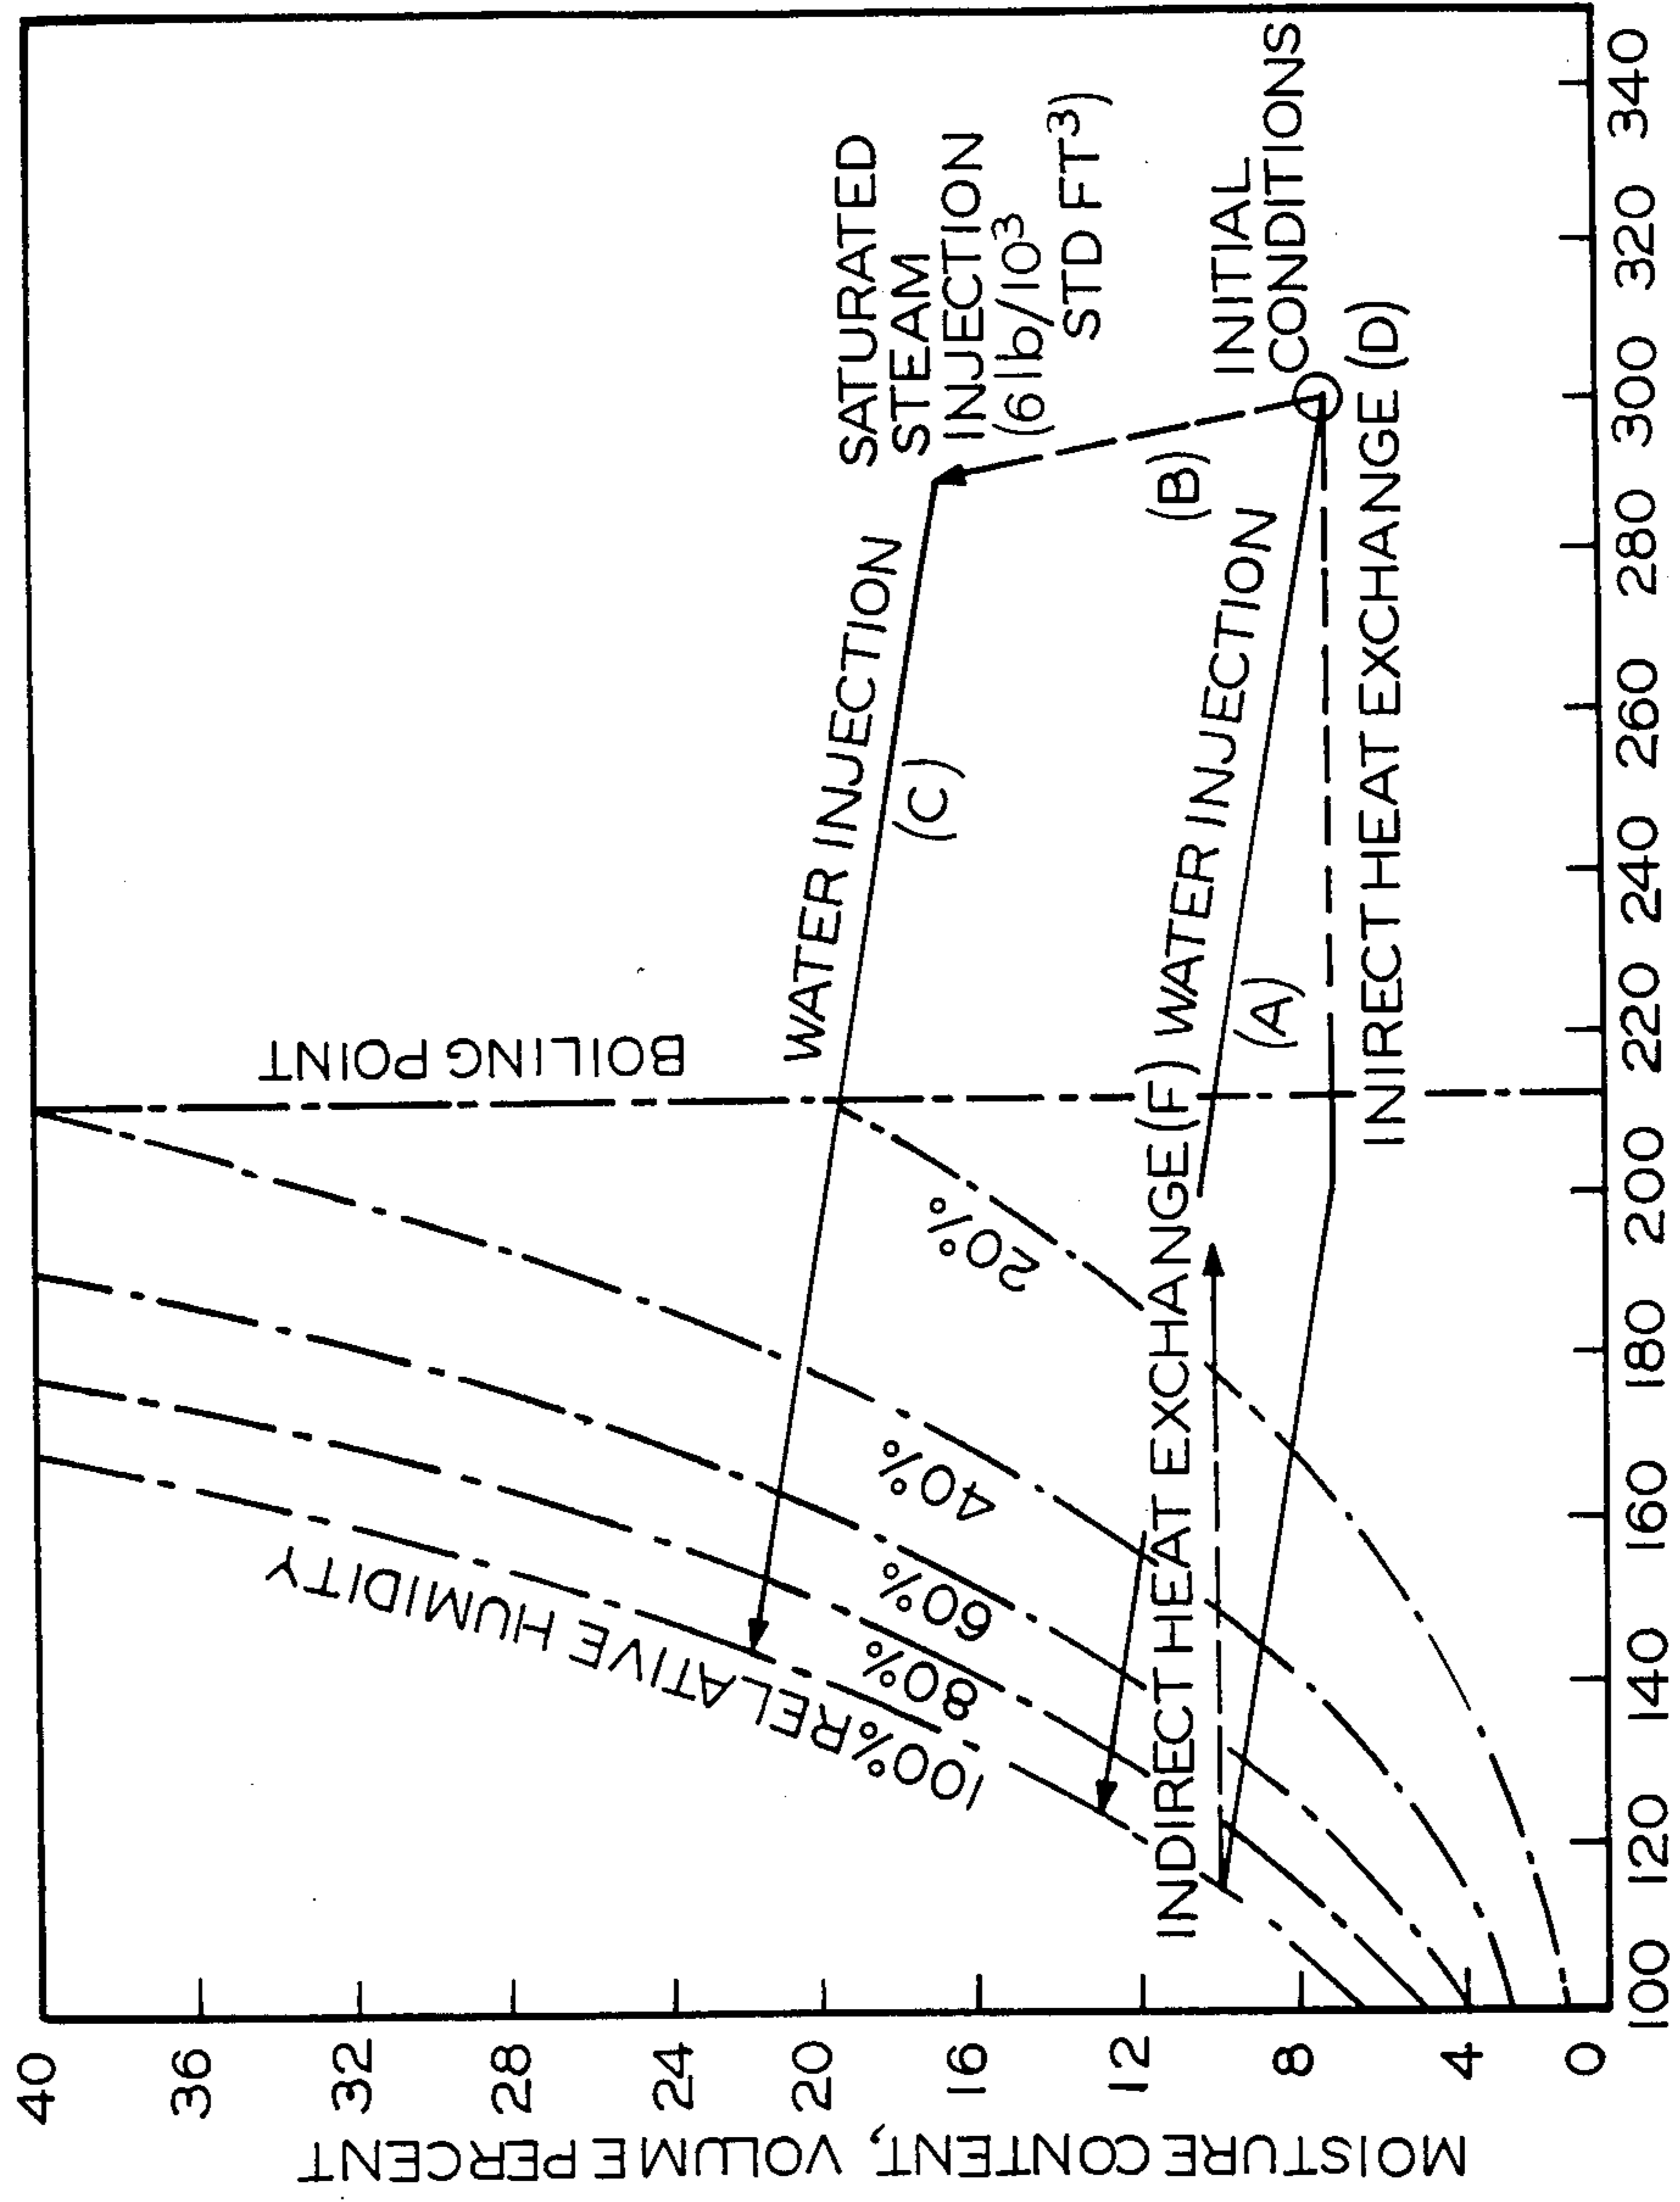 40
36
32
28
24
20
16
12
8
4
0
MOISTURE CONTENT, VOLUME PERCENT
100
120
140
160
180
200
220
240
260
280
300
320
340
BOILING POINT
100% RELATIVE HUMIDITY
80%
60%
40%
20%
WATER INJECTION
(C)
SATURATED
STEAM
INJECTION
(6 lb/10³
STD FT³)
(B)
INITIAL
CONDITIONS
INDIRECT HEAT EXCHANGE (F)
WATER INJECTION
(A)
INIRECT HEAT EXCHANGE (D)